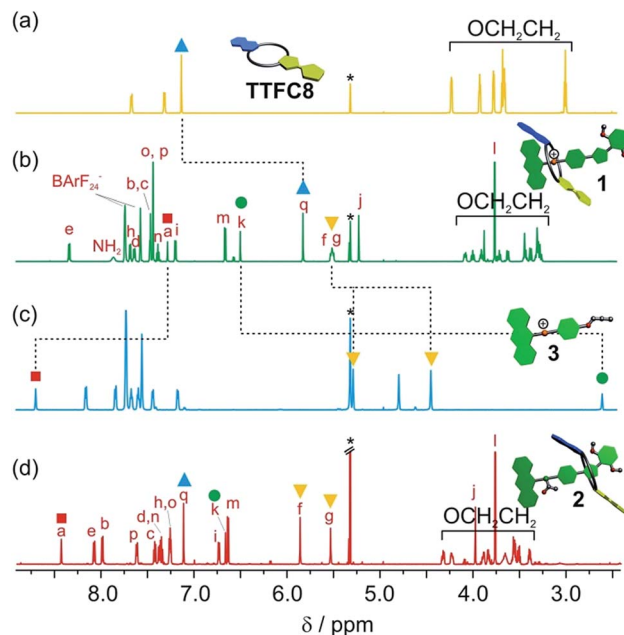 (a)
OCH2CH2
TTFC8
*
(b)
o, p
l
BArF24-
b,c
1
OCH2CH2
e
NH2
h
d
n
a
i
m
k
q
f
g
*
j
(c)
*
3
(d)
*
l
2
a
e
b
h,o
d,n
q
k
m
f
g
j
OCH2CH2
p
c
i
8.0 7.0 6.0 5.0 4.0 3.0
δ / ppm